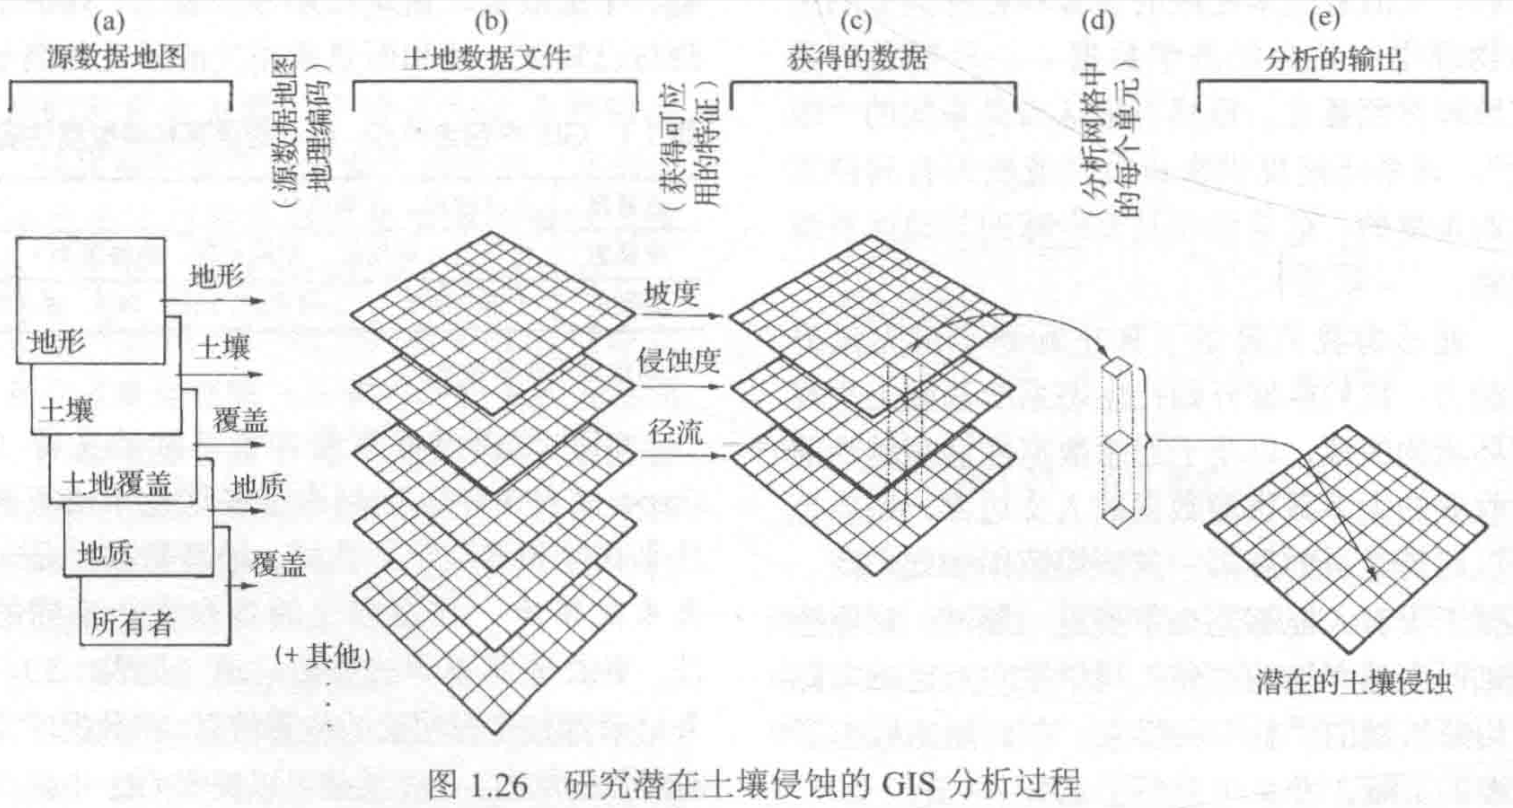 (a)
源数据地图
(源数据地图
地理编码)
(b)
土地数据文件
(获得可应
用的特征)
(c)
获得的数据
(d)
(分析网格中
的每个单元)
(e)
分析的输出
地形
土壤
土地覆盖
地质
所有者
地形
土壤
覆盖
地质
覆盖
(+ 其他)
坡度
侵蚀度
径流
潜在的土壤侵蚀
图 1.26 研究潜在土壤侵蚀的 GIS 分析过程